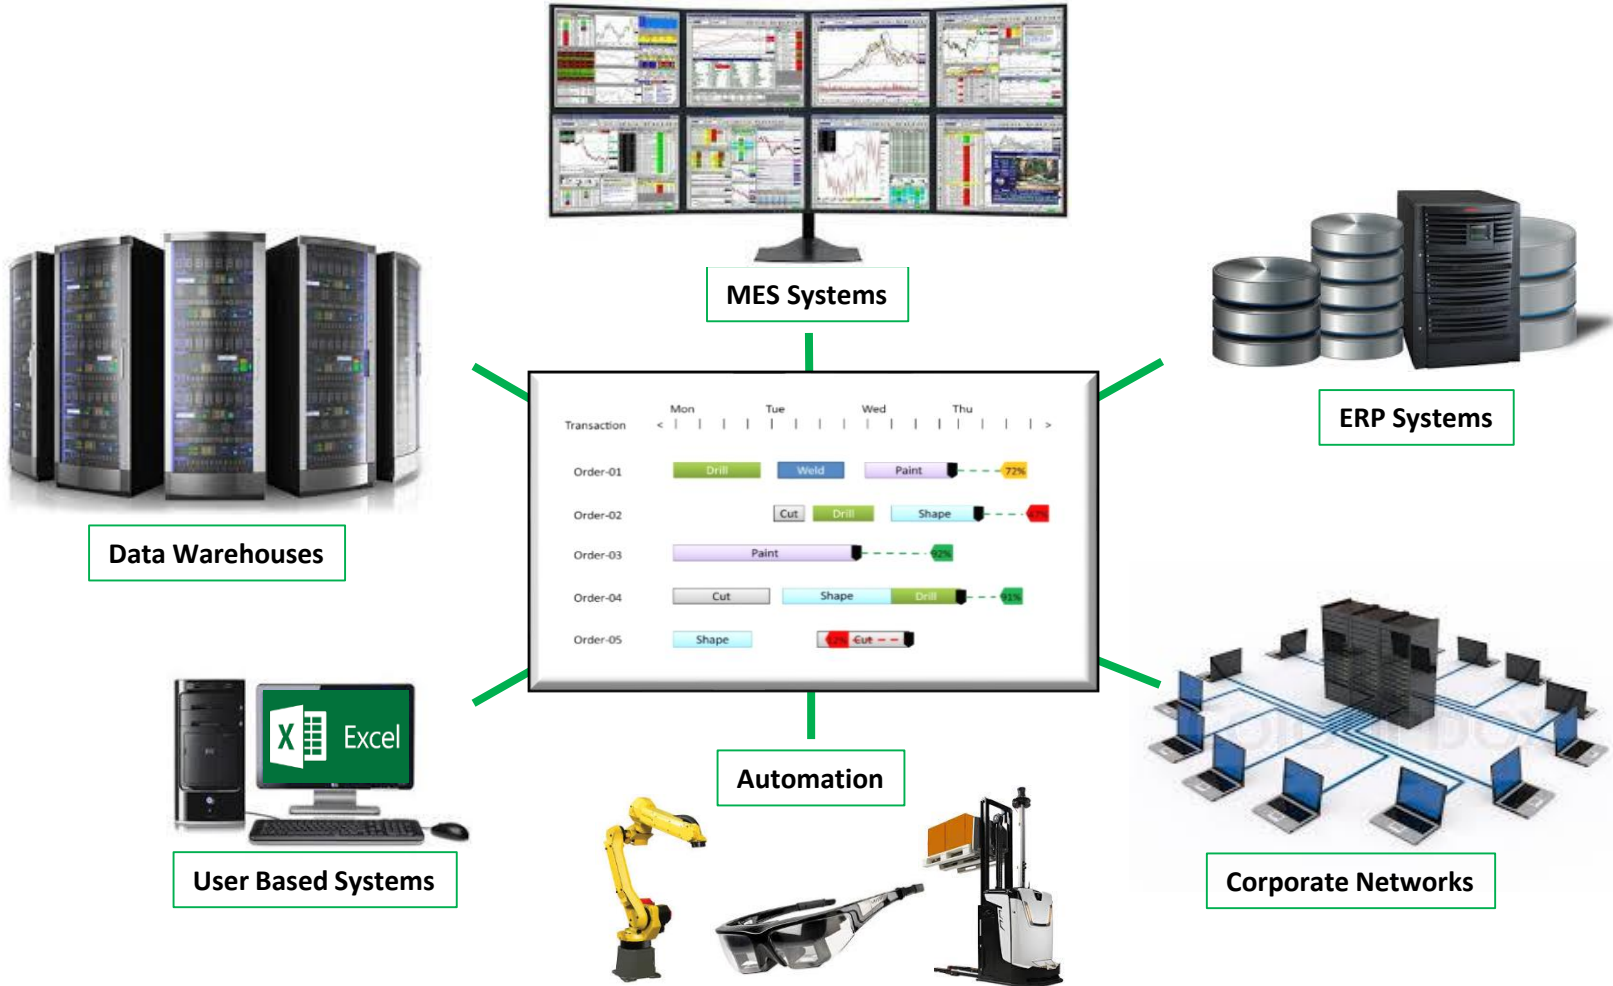 MES Systems
Data Warehouses
ERP Systems
Mon Tue Wed Thu
Transaction < >
Order-01 Drill Weld Paint 72%
Order-02 Cut Drill Shape
Order-03 Paint 92%
Order-04 Cut Shape Drill 91%
Order-05 Shape Cut
X Excel
User Based Systems
Automation
Corporate Networks